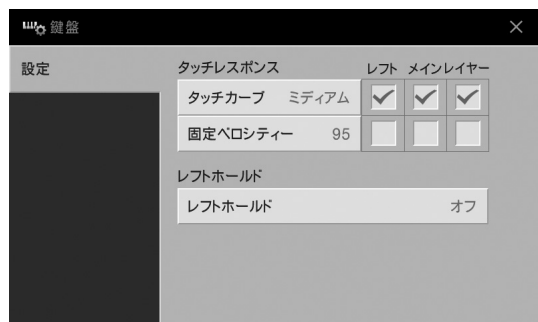 鍵盤
設定
タッチレスポンス レフト メイン レイヤー
タッチカーブ ミディアム
固定ベロシティー 95
レフトホールド
レフトホールド オフ